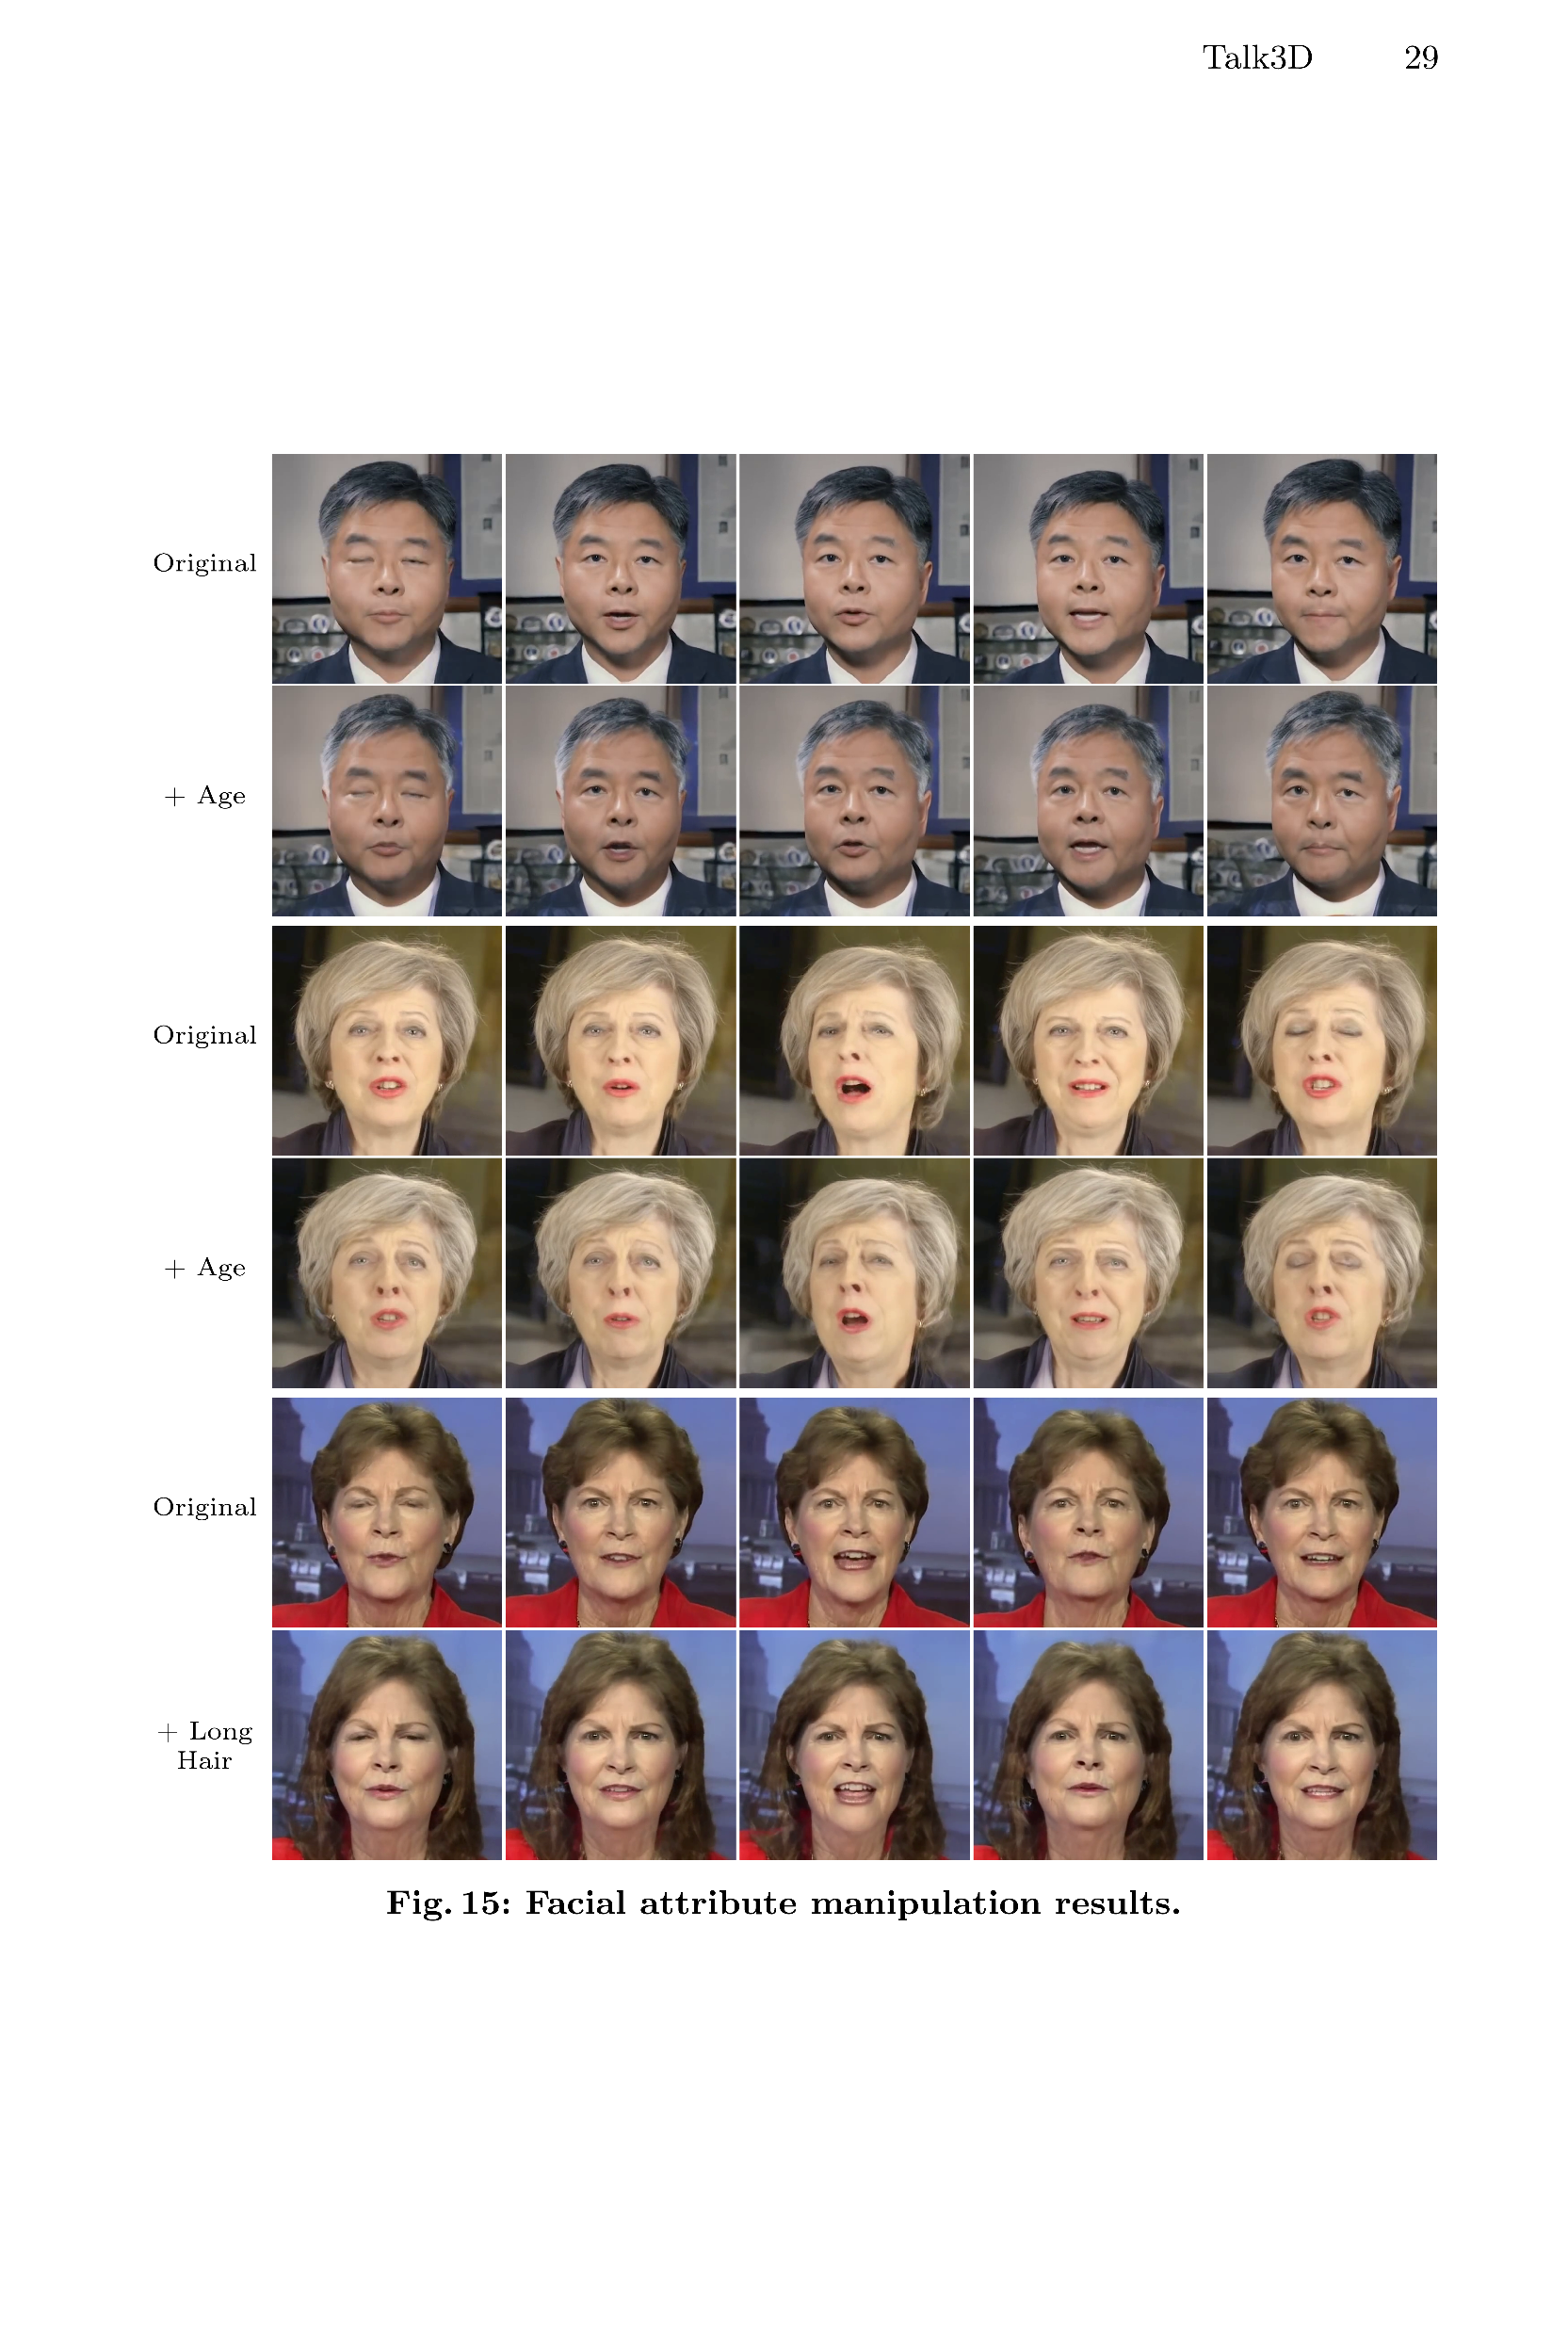 Talk3D 29
Original
+ Age
Original
+ Age
Original
+ Long
Hair
Fig. 15: Facial attribute manipulation results.